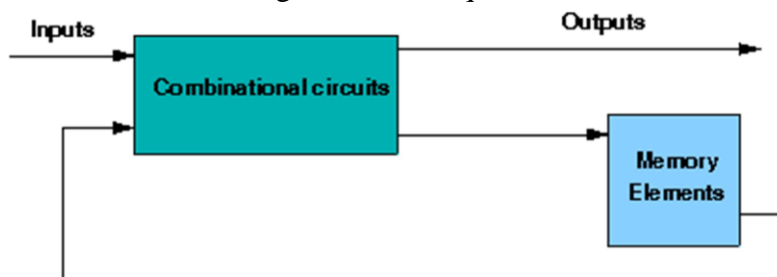 Inputs
Outputs
Combinational circuits
Memory
Elements